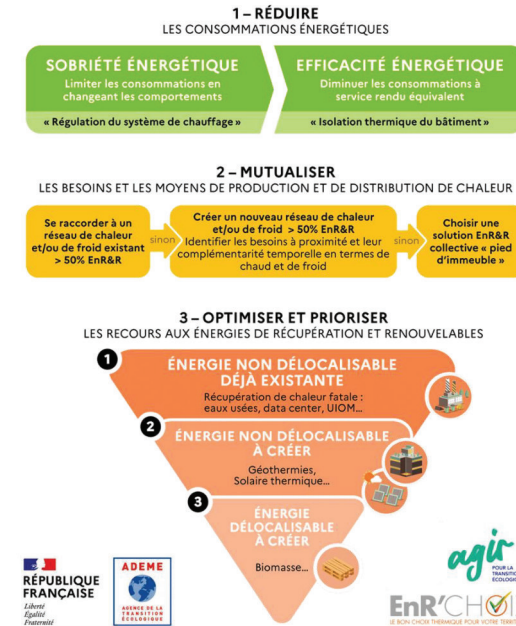 1 – RÉDUIRE
LES CONSOMMATIONS ÉNERGÉTIQUES
SOBRIÉTÉ ÉNERGÉTIQUE
Limiter les consommations en
changeant les comportements
« Régulation du système de chauffage »
EFFICACITÉ ÉNERGÉTIQUE
Diminuer les consommations à
service rendu équivalent
« Isolation thermique du bâtiment »
2 – MUTUALISER
LES BESOINS ET LES MOYENS DE PRODUCTION ET DE DISTRIBUTION DE CHALEUR
Se raccorder à un
réseau de chaleur
et/ou de froid existant
> 50% EnR&R
sinon
Créer un nouveau réseau de chaleur
et/ou de froid > 50% EnR&R
Identifier les besoins à proximité et leur
complémentarité temporelle en termes de
chaud et de froid
sinon
Choisir une
solution EnR&R
collective « pied
d'immeuble »
3 – OPTIMISER ET PRIORISER
LES RECOURS AUX ÉNERGIES DE RÉCUPÉRATION ET RENOUVELABLES
1
ÉNERGIE NON DÉLOCALISABLE
DÉJÀ EXISTANTE
Récupération de chaleur fatale :
eaux usées, data center, UIOM...
2
ÉNERGIE NON DÉLOCALISABLE
À CRÉER
Géothermies,
Solaire thermique...
3
ÉNERGIE
DÉLOCALISABLE
À CRÉER
Biomasse...
RÉPUBLIQUE
FRANÇAISE
Liberté
Égalité
Fraternité
ADEME
AGENCE DE LA
TRANSITION
ÉCOLOGIQUE
agir
POUR LA
EnR'CHOI
LE BON CHOIX THERMIQUE POUR VOTRE